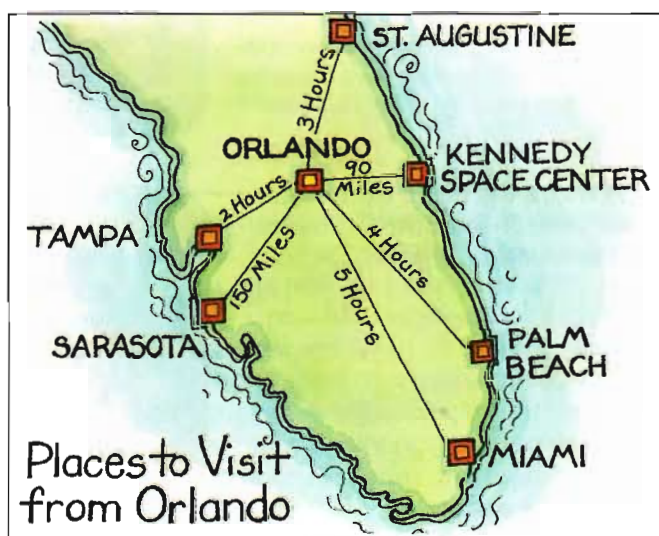 ST. AUGUSTINE
3 Hours
ORLANDO
90
Miles
KENNEDY
SPACE CENTER
2 Hours
TAMPA
150 Miles
4 Hours
5 Hours
SARASOTA
PALM
BEACH
MIAMI
Places to Visit
from Orlando